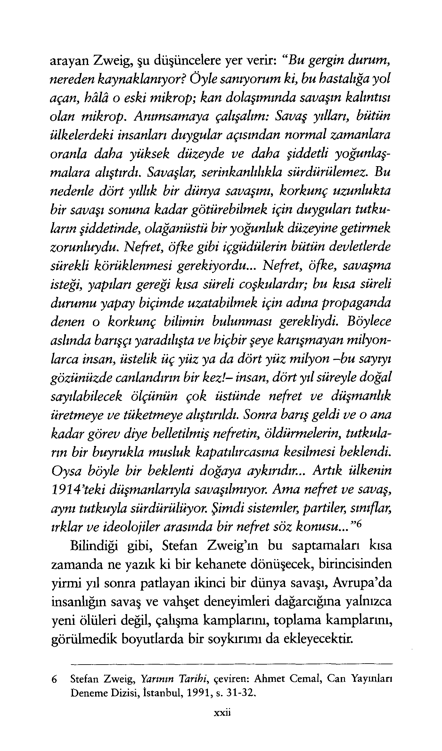 arayan Zweig, şu düşüncelere yer verir: “Bu gergin durum,
nereden kaynaklanıyor? Öyle sanıyorum ki, bu hastalığa yol
açan, hâlâ o eski mikrop; kan dolaşımında savaşın kalıntısı
olan mikrop. Anımsamaya çalışalım: Savaş yılları, bütün
ülkelerdeki insanları duygular açısından normal zamanlara
oranla daha yüksek düzeyde ve daha şiddetli yoğunlaş-
malara alıştırdı. Savaşlar, serinkanlılıkla sürdürülemez. Bu
nedenle dört yıllık bir dünya savaşını, korkunç uzunlukta
bir savaşı sonuna kadar götürebilmek için duyguları tutku-
ların şiddetinde, olağanüstü bir yoğunluk düzeyine getirmek
zorunluydu. Nefret, öfke gibi içgüdülerin bütün devletlerde
sürekli körüklenmesi gerekiyordu... Nefret, öfke, savaşma
isteği, yapıları gereği kısa süreli coşkulardır; bu kısa süreli
durumu yapay biçimde uzatabilmek için adına propaganda
denen o korkunç bilimin bulunması gerekliydi. Böylece
aslında barışçı yaradılışta ve hiçbir şeye karışmayan milyon-
larca insan, üstelik üç yüz ya da dört yüz milyon –bu sayıyı
gözünüzde canlandırın bir kez!– insan, dört yıl süreyle doğal
sayılabilecek ölçünün çok üstünde nefret ve düşmanlık
üretmeye ve tüketmeye alıştırıldı. Sonra barış geldi ve o ana
kadar görev diye belletilmiş nefretin, öldürmelerin, tutkula-
rın bir buyrukla musluk kapatılırcasına kesilmesi beklendi.
Oysa böyle bir beklenti doğaya aykırıdır... Artık ülkenin
1914’teki düşmanlarıyla savaşılmıyor. Ama nefret ve savaş,
aynı tutkuyla sürdürülüyor. Şimdi sistemler, partiler, sınıflar,
ırklar ve ideolojiler arasında bir nefret söz konusu...”6
Bilindiği gibi, Stefan Zweig’ın bu saptamaları kısa
zamanda ne yazık ki bir kehanete dönüşecek, birincisinden
yirmi yıl sonra patlayan ikinci bir dünya savaşı, Avrupa’da
insanlığın savaş ve vahşet deneyimleri dağarcığına yalnızca
yeni ölüleri değil, çalışma kamplarını, toplama kamplarını,
görülmedik boyutlarda bir soykırımı da ekleyecektir.
6 Stefan Zweig, Yarının Tarihi, çeviren: Ahmet Cemal, Can Yayınları
Deneme Dizisi, İstanbul, 1991, s. 31-32.
xxii